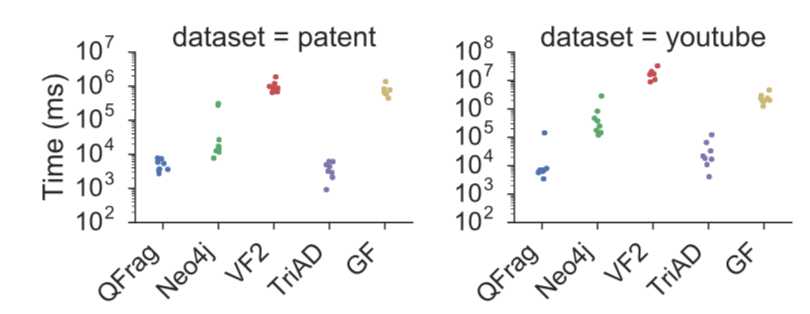 dataset = patent
Time (ms)
10^7
10^6
10^5
10^4
10^3
10^2
QFrag
Neo4j
VF2
TriAD
GF
dataset = youtube
10^8
10^7
10^6
10^5
10^4
10^3
10^2
QFrag
Neo4j
VF2
TriAD
GF